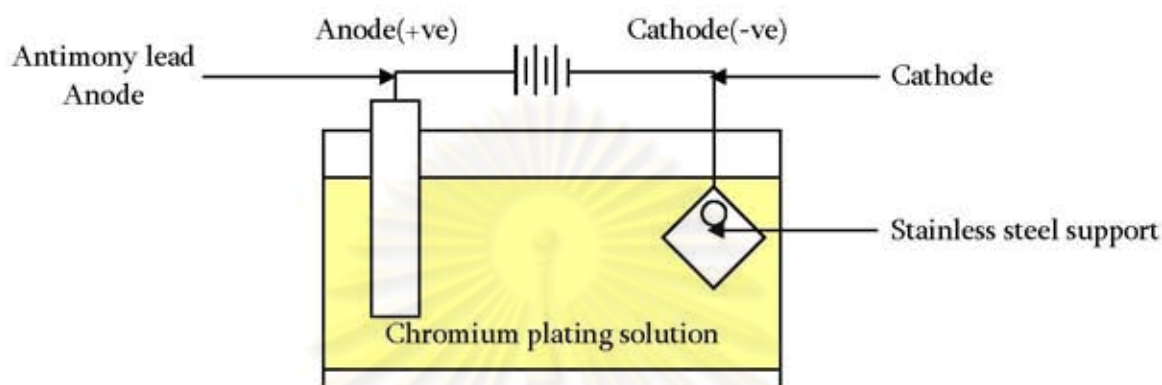 Anode(+ve)
Cathode(-ve)
Antimony lead
Anode
Cathode
Stainless steel support
Chromium plating solution